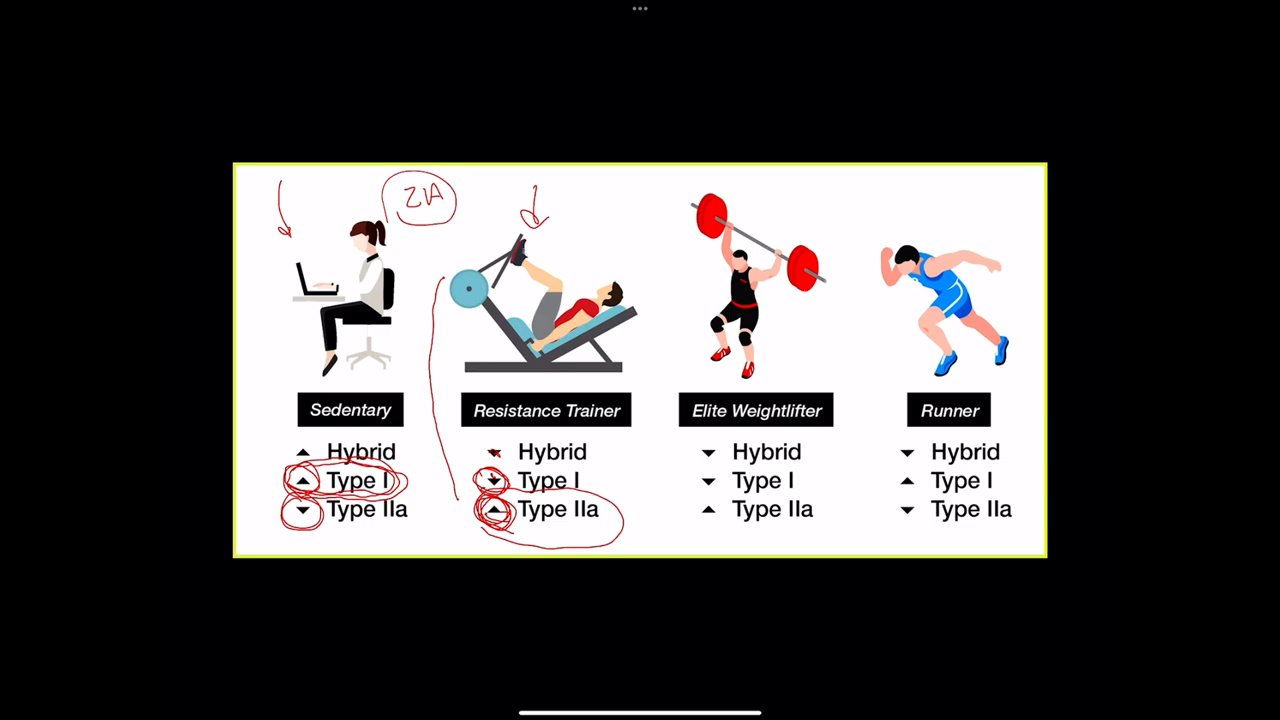 21A
Sedentary
▲ Hybrid
▲ Type I
▼ Type IIa
Resistance Trainer
▼ Hybrid
▼ Type I
▲ Type IIa
Elite Weightlifter
▼ Hybrid
▼ Type I
▲ Type IIa
Runner
▼ Hybrid
▲ Type I
▼ Type IIa